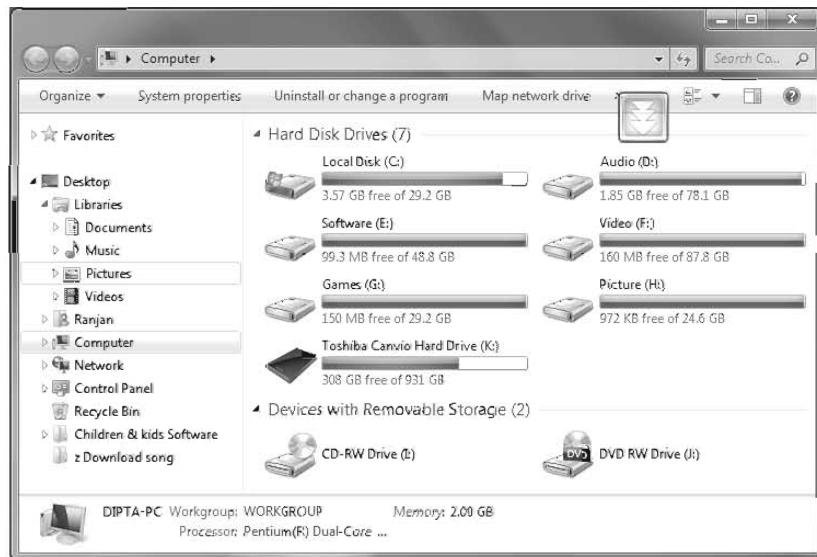 Computer
Search Co...
Organize System properties Uninstall or change a program Map network drive
Favorites
Desktop
Libraries
Documents
Music
Pictures
Videos
Ranjan
Computer
Network
Control Panel
Recycle Bin
Children & kids Software
z Download song
Hard Disk Drives (7)
Local Disk (C:)
3.57 GB free of 29.2 GB
Audio (D:)
1.85 GB free of 78.1 GB
Software (E:)
99.3 MB free of 48.8 GB
Video (F:)
160 MB free of 87.8 GB
Games (G:)
150 MB free of 29.2 GB
Picture (H:)
972 KB free of 24.6 GB
Toshiba Canvio Hard Drive (K:)
308 GB free of 931 GB
Devices with Removable Storage (2)
CD-RW Drive (I:)
DVD
DVD RW Drive (J:)
DIPTA-PC Workgroup: WORKGROUP Memory: 2.00 GB
Processor: Pentium(R) Dual-Core ...